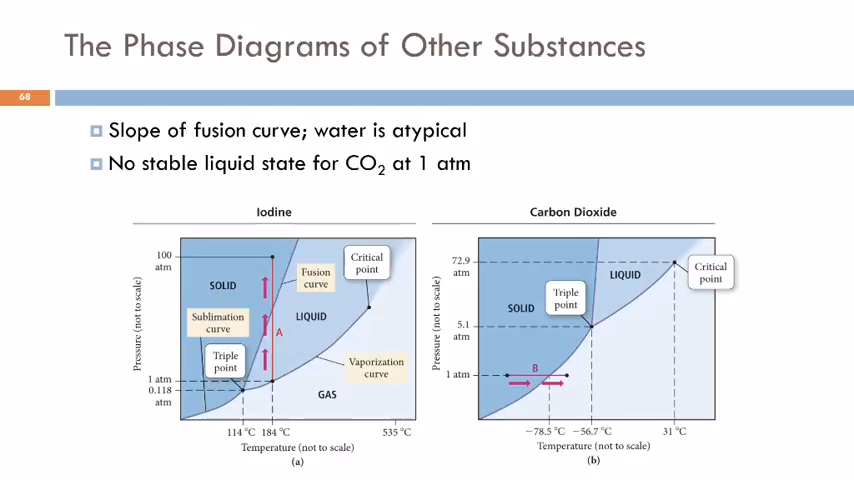 The Phase Diagrams of Other Substances
68
Slope of fusion curve; water is atypical
No stable liquid state for CO₂ at 1 atm
Iodine
100
atm
SOLID
Fusion
curve
Critical
point
Sublimation
curve
LIQUID
A
Triple
point
Vaporization
curve
1 atm
0.118
atm
GAS
Pressure (not to scale)
114 °C
184 °C
535 °C
Temperature (not to scale)
(a)
Carbon Dioxide
72.9
atm
LIQUID
Critical
point
Triple
point
SOLID
5.1
atm
B
1 atm
Pressure (not to scale)
−78.5 °C
−56.7 °C
31 °C
Temperature (not to scale)
(b)